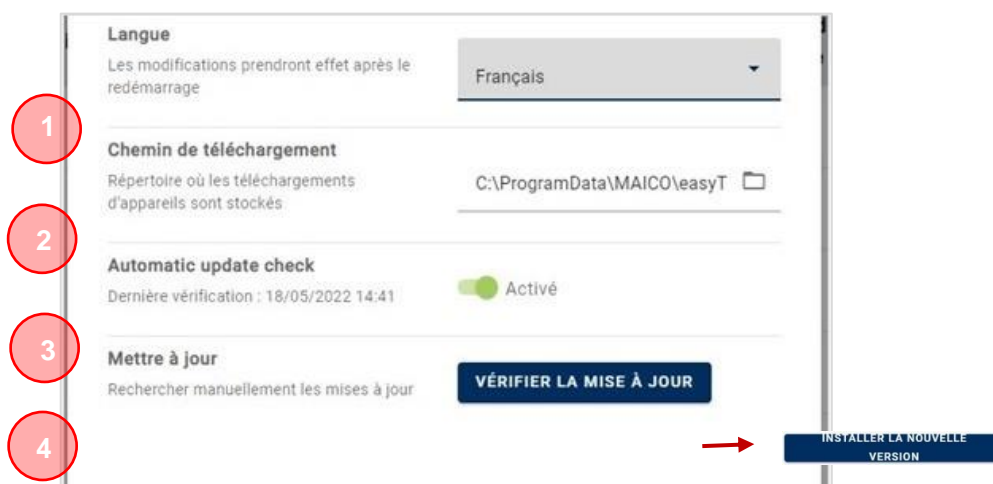 Langue
Les modifications prendront effet après le
redémarrage
Français
1
Chemin de téléchargement
Répertoire où les téléchargements
d'appareils sont stockés
C:\ProgramData\MAICO\easyT
2
Automatic update check
Dernière vérification : 18/05/2022 14:41
Activé
3
Mettre à jour
Rechercher manuellement les mises à jour
VÉRIFIER LA MISE À JOUR
4
INSTALLER LA NOUVELLE
VERSION